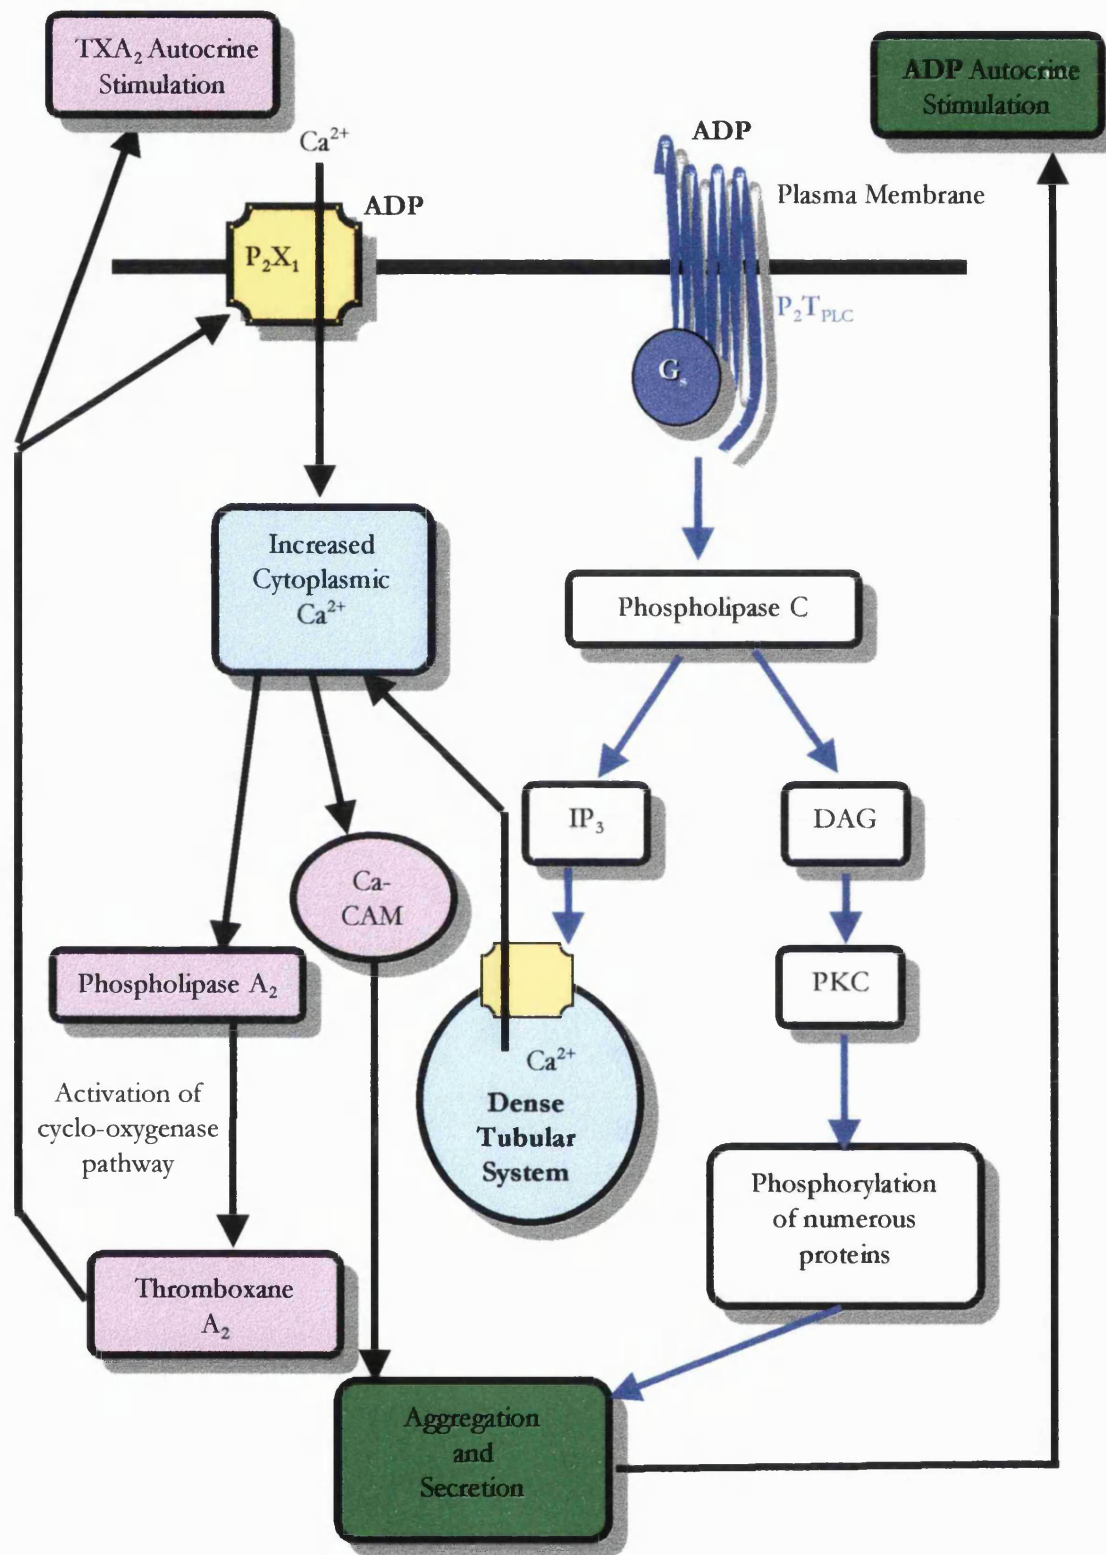 TXA₂ Autocrine
Stimulation
ADP Autocrine
Stimulation
Ca²⁺
ADP
ADP
Plasma Membrane
P₂X₁
P₂T_PLC
Gₛ
Increased
Cytoplasmic
Ca²⁺
Phospholipase C
IP₃
DAG
Ca-
CAM
Phospholipase A₂
PKC
Ca²⁺
Dense
Tubular
System
Activation of
cyclo-oxygenase
pathway
Phosphorylation
of numerous
proteins
Thromboxane
A₂
Aggregation
and
Secretion